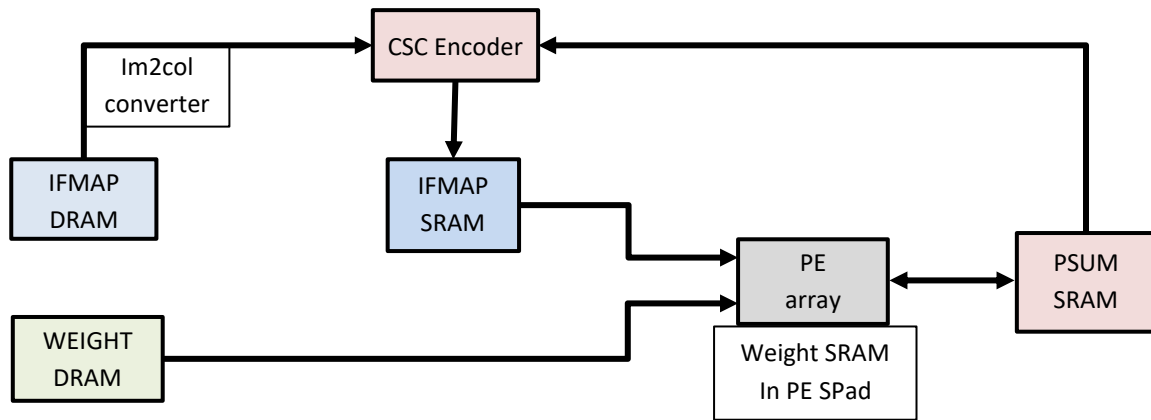 CSC Encoder
Im2col
converter
IFMAP
DRAM
IFMAP
SRAM
PE
array
PSUM
SRAM
WEIGHT
DRAM
Weight SRAM
In PE SPad